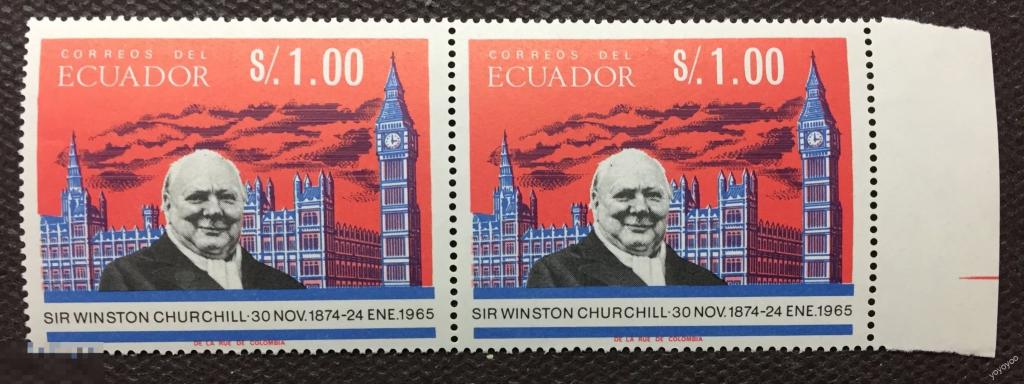 CORREOS DEL
ECUADOR
S/. 1.00
SIR WINSTON CHURCHILL·30 NOV. 1874-24 ENE. 1965
DE LA RUE DE COLOMBIA
CORREOS DEL
ECUADOR
S/. 1.00
SIR WINSTON CHURCHILL·30 NOV. 1874-24 ENE. 1965
DE LA RUE DE COLOMBIA
yoyoyoo